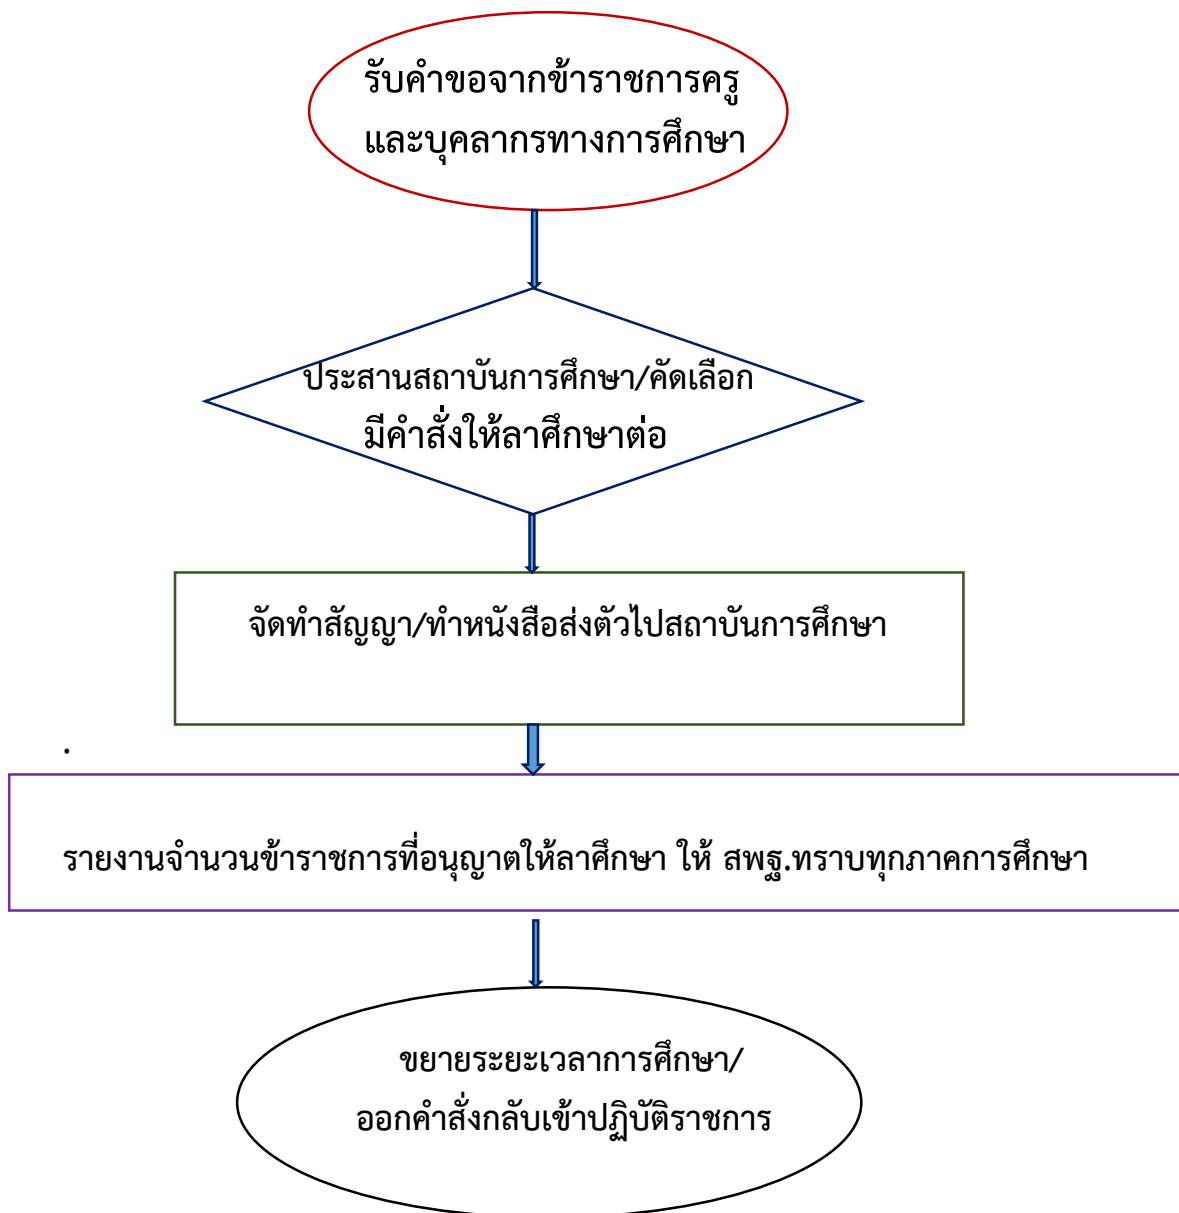 รับคำขอจากข้าราชการครู
และบุคลากรทางการศึกษา
ประสานสถาบันการศึกษา/คัดเลือก
มีคำสั่งให้ลาศึกษาต่อ
จัดทำสัญญา/ทำหนังสือส่งตัวไปสถาบันการศึกษา
.
รายงานจำนวนข้าราชการที่อนุญาตให้ลาศึกษา ให้ สพฐ.ทราบทุกภาคการศึกษา
ขยายระยะเวลาการศึกษา/
ออกคำสั่งกลับเข้าปฏิบัติราชการ